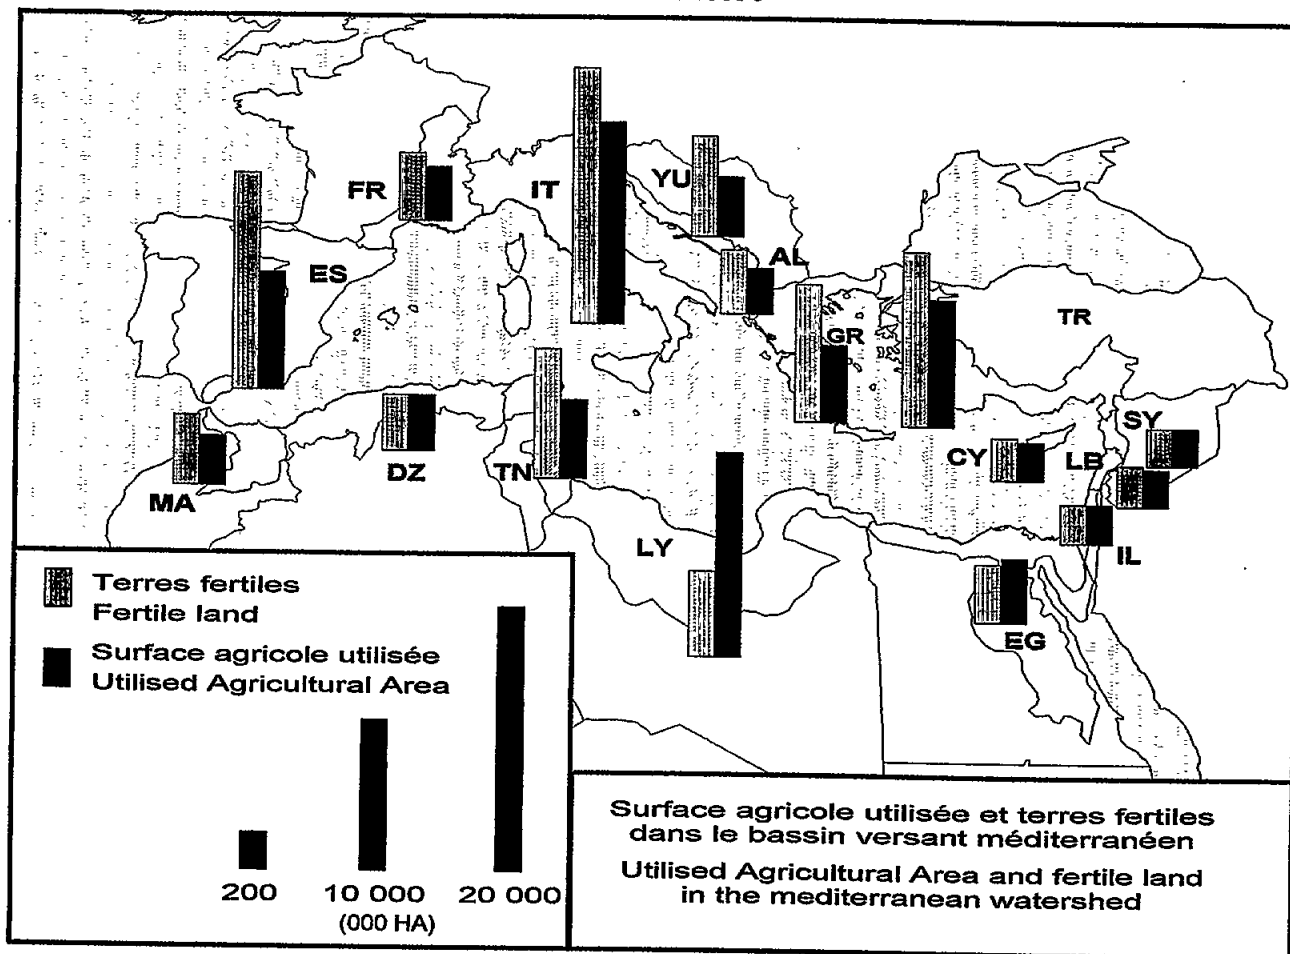 FR
IT
YU
ES
AL
TR
GR
SY
CY
LB
DZ
TN
MA
LY
IL
EG
Terres fertiles
Fertile land
Surface agricole utilisée
Utilised Agricultural Area
200
10 000
20 000
(000 HA)
Surface agricole utilisée et terres fertiles
dans le bassin versant méditerranéen
Utilised Agricultural Area and fertile land
in the mediterranean watershed